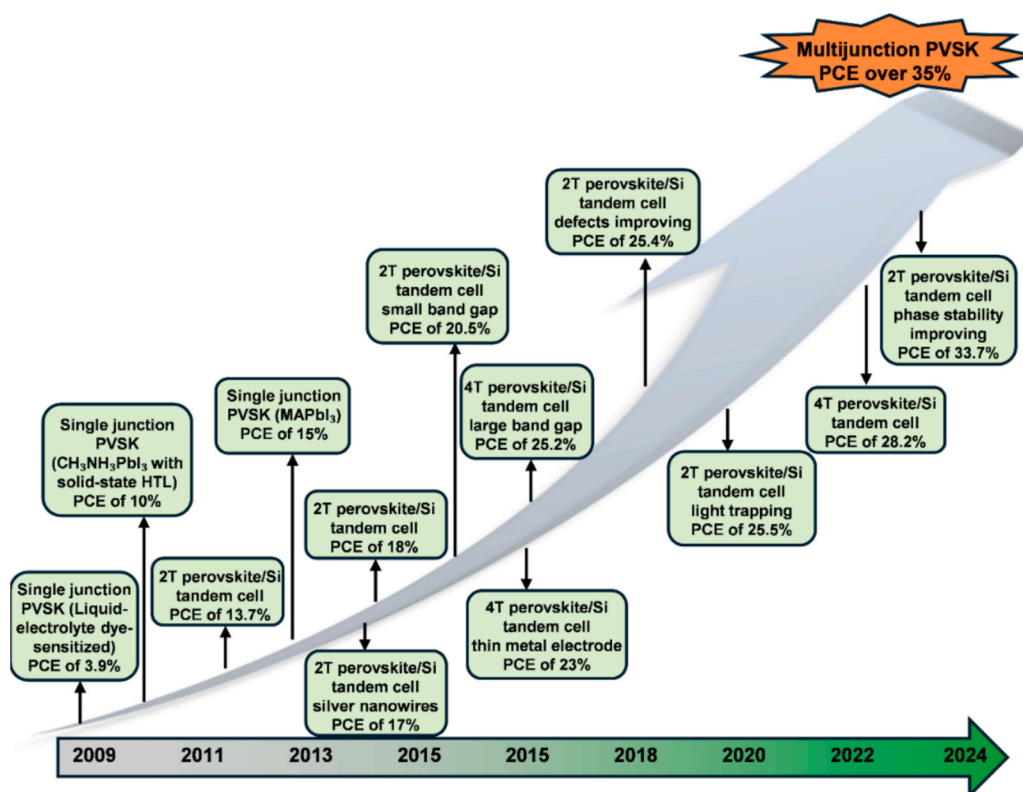 Multijunction PVSK
PCE over 35%
2T perovskite/Si
tandem cell
defects improving
PCE of 25.4%
2T perovskite/Si
tandem cell
small band gap
PCE of 20.5%
2T perovskite/Si
tandem cell
phase stability
improving
PCE of 33.7%
Single junction
PVSK (MAPbI₃)
PCE of 15%
4T perovskite/Si
tandem cell
large band gap
PCE of 25.2%
4T perovskite/Si
tandem cell
PCE of 28.2%
Single junction
PVSK
(CH₃NH₃PbI₃ with
solid-state HTL)
PCE of 10%
2T perovskite/Si
tandem cell
light trapping
PCE of 25.5%
2T perovskite/Si
tandem cell
PCE of 18%
Single junction
PVSK (Liquid-
electrolyte dye-
sensitized)
PCE of 3.9%
2T perovskite/Si
tandem cell
PCE of 13.7%
4T perovskite/Si
tandem cell
thin metal electrode
PCE of 23%
2T perovskite/Si
tandem cell
silver nanowires
PCE of 17%
2009 2011 2013 2015 2015 2018 2020 2022 2024